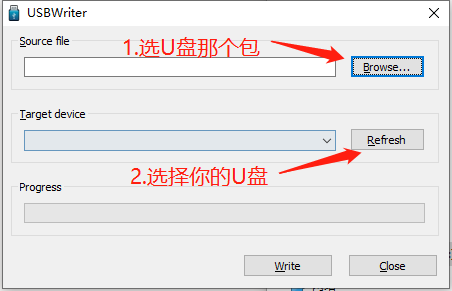 USBWriter
Source file
1.选U盘那个包
Browse...
Target device
Refresh
2.选择你的U盘
Progress
Write
Close